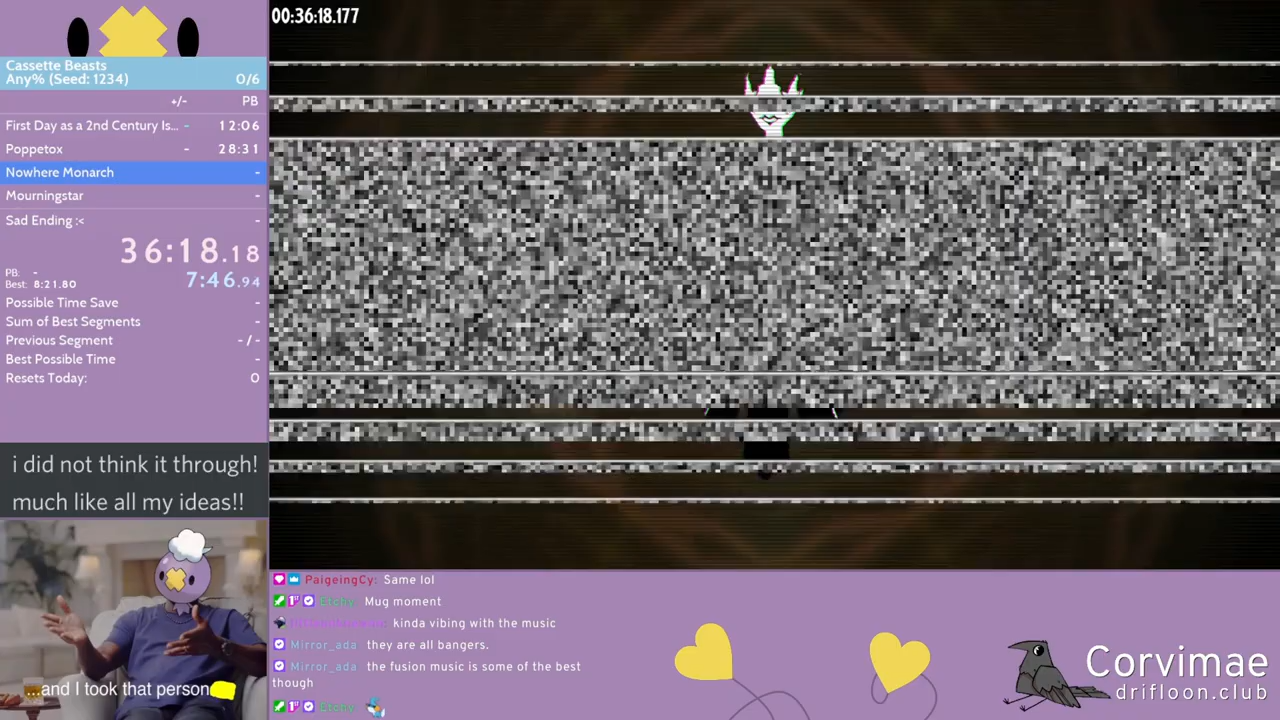 00:36:18.177
Cassette Beasts
Any% (Seed: 1234) 0/6
+/- PB
First Day as a 2nd Century Is... - 12:06
Poppetox - 28:31
Nowhere Monarch -
Mourningstar -
Sad Ending :< -
36:18.18
PB: -
Best: 8:21.80
7:46.94
Possible Time Save -
Sum of Best Segments -
Previous Segment - / -
Best Possible Time -
Resets Today: 0
i did not think it through!
much like all my ideas!!
...and I took that person
PaigeingCy: Same lol
Etchy: Mug moment
kinda vibing with the music
Mirror_ada: they are all bangers.
Mirror_ada: the fusion music is some of the best
though
Etchy:
Corvimae
drifloon.club